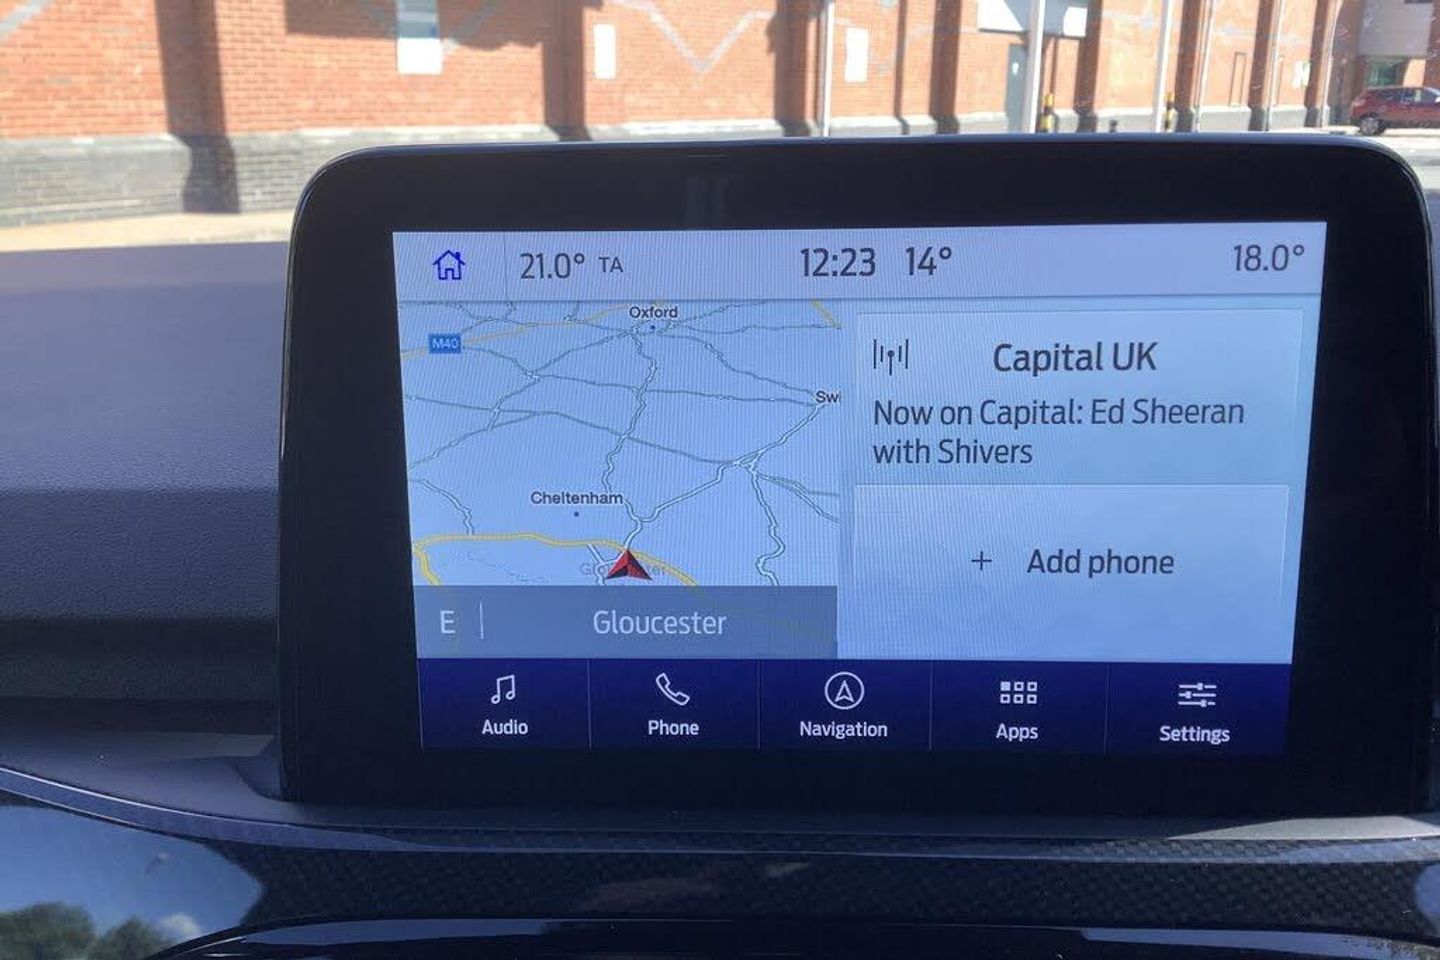 21.0° TA 12:23 14° 18.0°
Oxford
M40
Swi
Cheltenham
E Gloucester
Capital UK
Now on Capital: Ed Sheeran
with Shivers
+ Add phone
Audio
Phone
Navigation
Apps
Settings